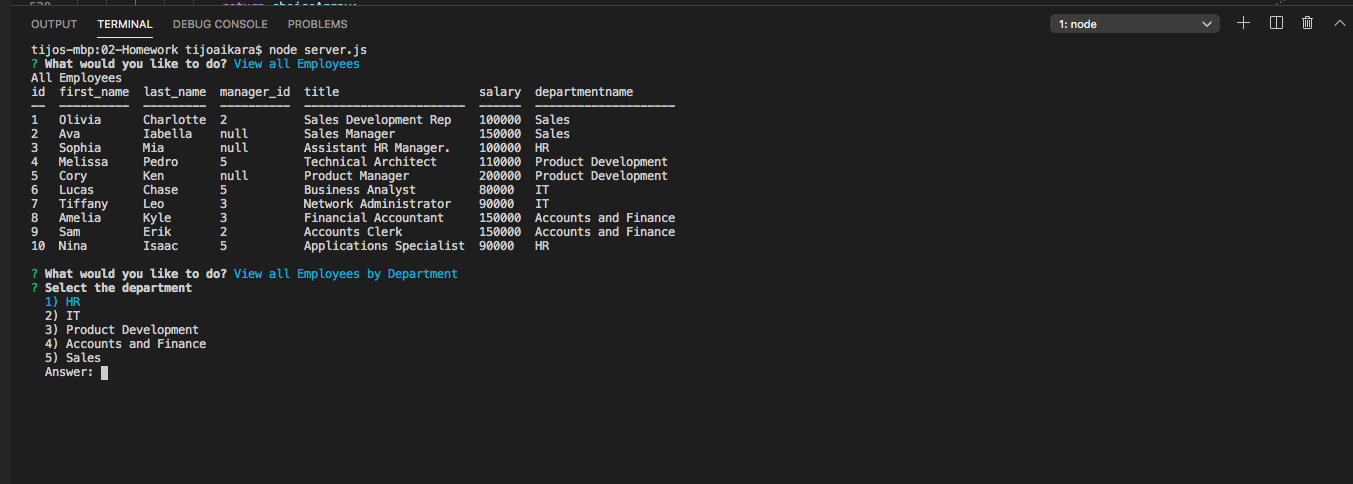 return choiceArray;
OUTPUT TERMINAL DEBUG CONSOLE PROBLEMS 1: node
tijos-mbp:02-Homework tijoaikara$ node server.js
? What would you like to do? View all Employees
All Employees
id first_name last_name manager_id title salary departmentname
-- ---------- --------- ---------- ----------------------- ------ --------------------
1 Olivia Charlotte 2 Sales Development Rep 100000 Sales
2 Ava Iabella null Sales Manager 150000 Sales
3 Sophia Mia null Assistant HR Manager. 100000 HR
4 Melissa Pedro 5 Technical Architect 110000 Product Development
5 Cory Ken null Product Manager 200000 Product Development
6 Lucas Chase 5 Business Analyst 80000 IT
7 Tiffany Leo 3 Network Administrator 90000 IT
8 Amelia Kyle 3 Financial Accountant 150000 Accounts and Finance
9 Sam Erik 2 Accounts Clerk 150000 Accounts and Finance
10 Nina Isaac 5 Applications Specialist 90000 HR
? What would you like to do? View all Employees by Department
? Select the department
1) HR
2) IT
3) Product Development
4) Accounts and Finance
5) Sales
Answer: